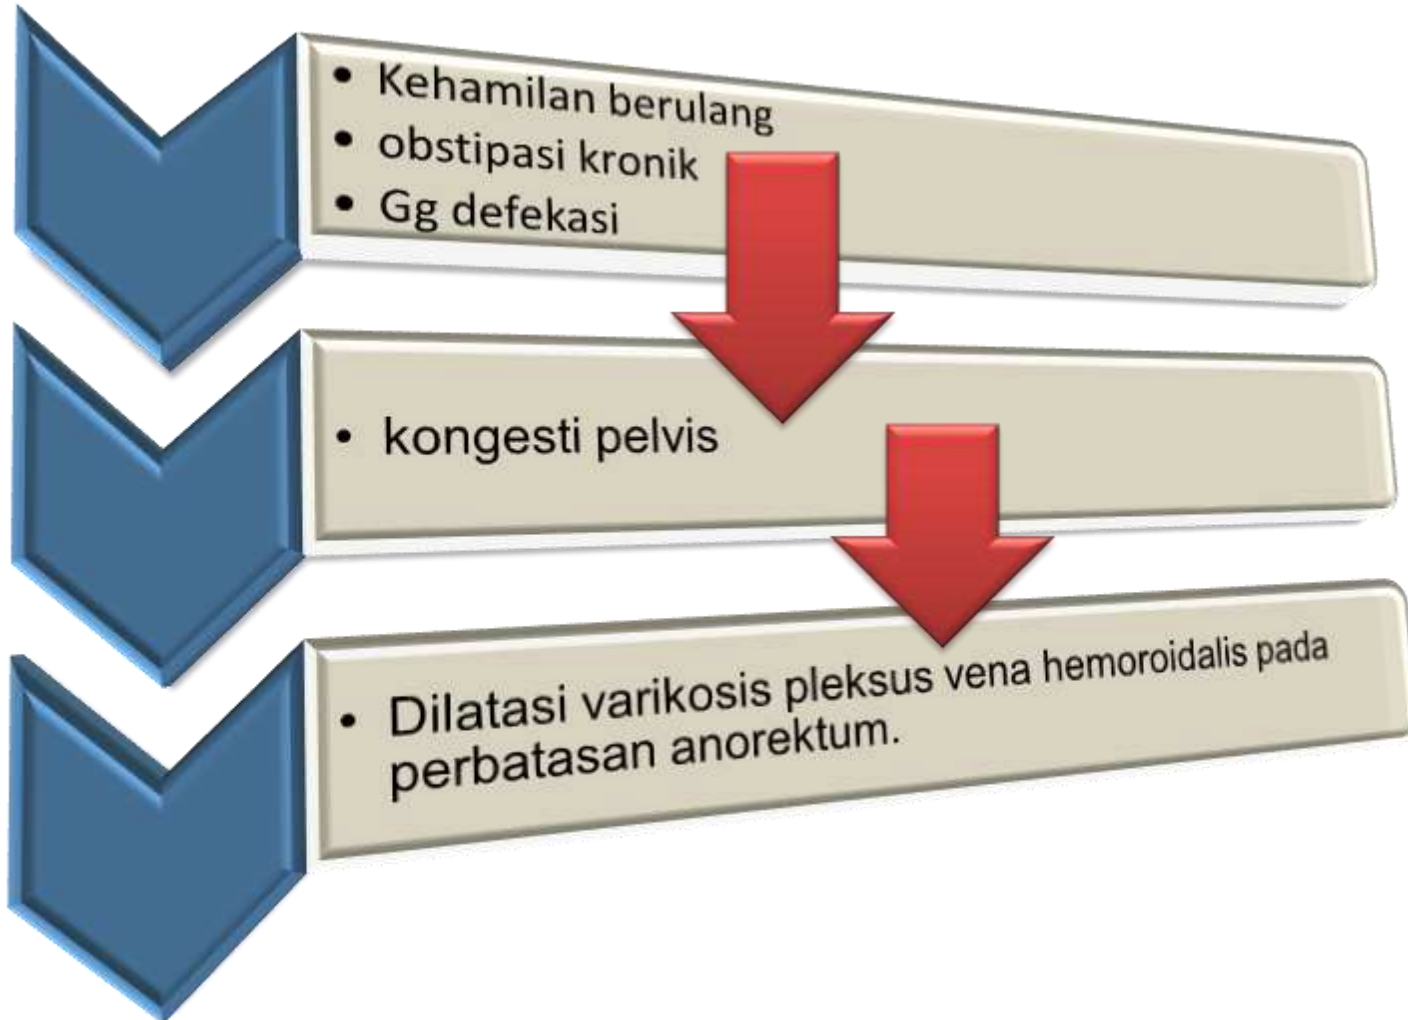 • Kehamilan berulang
• obstipasi kronik
• Gg defekasi
• kongesti pelvis
• Dilatasi varikosis pleksus vena hemoroidalis pada
perbatasan anorektum.